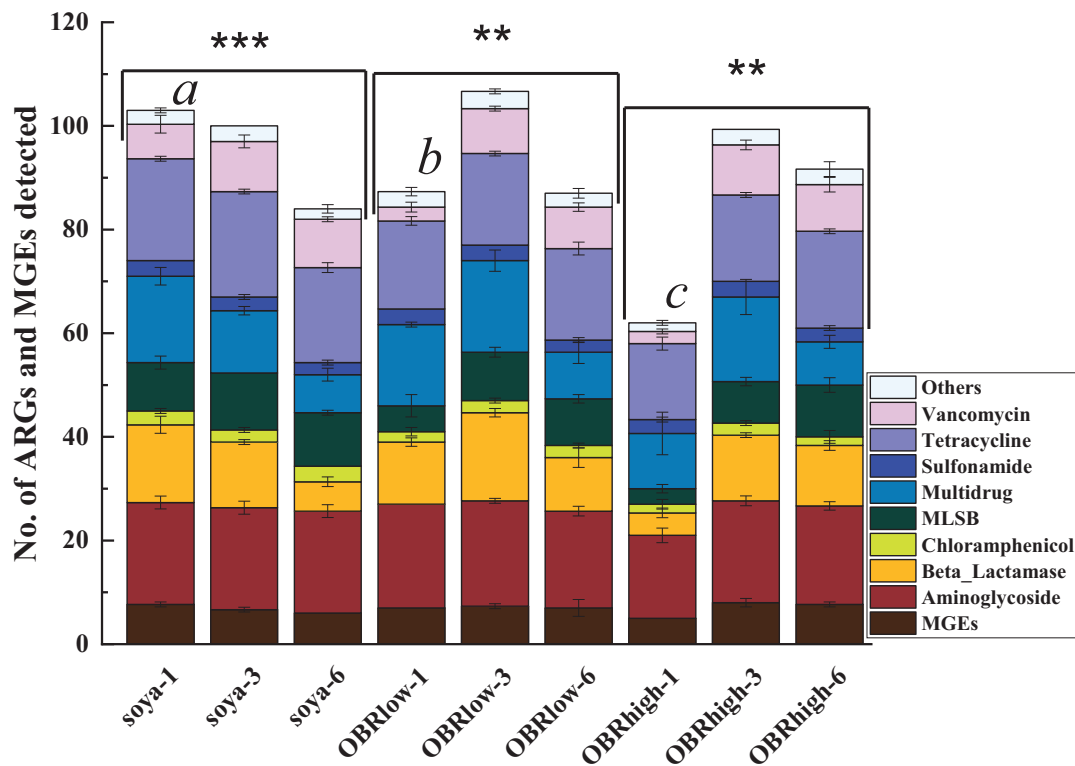 No. of ARGs and MGEs detected
120
100
80
60
40
20
0
***
**
**
a
b
c
Others
Vancomycin
Tetracycline
Sulfonamide
Multidrug
MLSB
Chloramphenicol
Beta_Lactamase
Aminoglycoside
MGEs
soya-1
soya-3
soya-6
OBRlow-1
OBRlow-3
OBRlow-6
OBRhigh-1
OBRhigh-3
OBRhigh-6